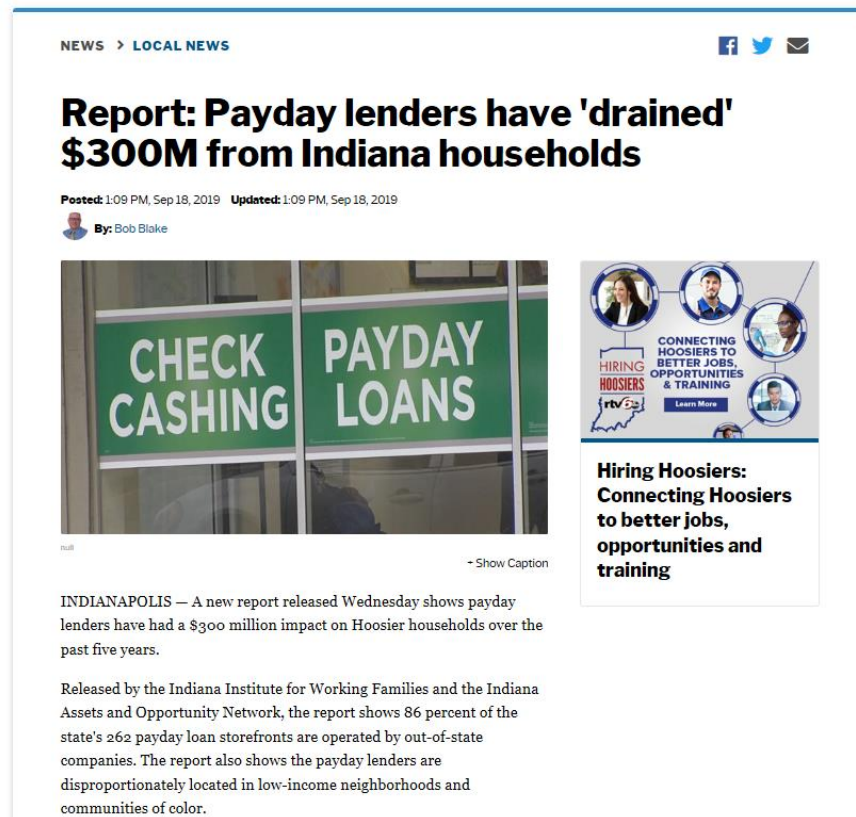 NEWS > LOCAL NEWS
Report: Payday lenders have 'drained'
$300M from Indiana households
Posted: 1:09 PM, Sep 18, 2019 Updated: 1:09 PM, Sep 18, 2019
By: Bob Blake
CHECK
CASHING
PAYDAY
LOANS
null
+ Show Caption
INDIANAPOLIS — A new report released Wednesday shows payday
lenders have had a $300 million impact on Hoosier households over the
past five years.
Released by the Indiana Institute for Working Families and the Indiana
Assets and Opportunity Network, the report shows 86 percent of the
state's 262 payday loan storefronts are operated by out-of-state
companies. The report also shows the payday lenders are
disproportionately located in low-income neighborhoods and
communities of color.
HIRING
HOOSIERS
rtv6
CONNECTING
HOOSIERS TO
BETTER JOBS,
OPPORTUNITIES
& TRAINING
Learn More
Hiring Hoosiers:
Connecting Hoosiers
to better jobs,
opportunities and
training